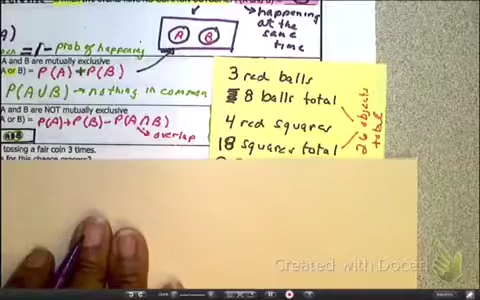 happening
at the
same
time
A B
= 1 - prob of happening
A and B are mutually exclusive
A or B) = P(A) + P(B)
P(A∪B) → nothing in common
A and B are NOT mutually exclusive
A or B) = P(A) + P(B) - P(A∩B)
overlap
tossing a fair coin 3 times.
for this chance process?
3 red balls
8 balls total
4 red squares
18 squares total
26 objects
total
Created with Docer